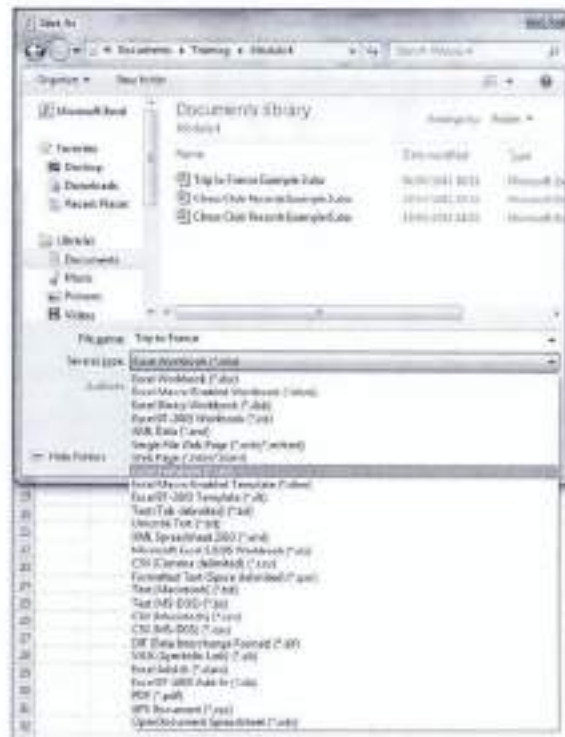 Save As
Documents Training Module 4
Organize New folder
Microsoft Excel
Documents library
Module 4
Arrange by: Folder
Favorites
Name
Date modified
Type
Desktop
Trip to France Example 
Downloads
Chess Club Records Example 
Recent Places
Chess Club Records Example 
Libraries
Documents
Music
Pictures
Videos
File name: Trip to France
Save as type: Excel Workbook (*.xlsx)
Authors:
Excel Workbook (*.xlsx)
Excel Macro-Enabled Workbook (*.xlsm)
Excel Binary Workbook (*.xlsb)
Excel 97-2003 Workbook (*.xls)
XML Data (*.xml)
Single File Web Page (*.mht;*.mhtml)
Hide Folders
Web Page (*.htm;*.html)
Excel Template (*.xltx)
Excel Macro-Enabled Template (*.xltm)
Excel 97-2003 Template (*.xlt)
Text (Tab delimited) (*.txt)
Unicode Text (*.txt)
XML Spreadsheet 2003 (*.xml)
Microsoft Excel 5.0/95 Workbook (*.xls)
CSV (Comma delimited) (*.csv)
Formatted Text (Space delimited) (*.prn)
Text (Macintosh) (*.txt)
Text (MS-DOS) (*.txt)
CSV (Macintosh) (*.csv)
CSV (MS-DOS) (*.csv)
DIF (Data Interchange Format) (*.dif)
SYLK (Symbolic Link) (*.slk)
Excel Add-In (*.xlam)
Excel 97-2003 Add-In (*.xla)
PDF (*.pdf)
XPS Document (*.xps)
OpenDocument Spreadsheet (*.ods)